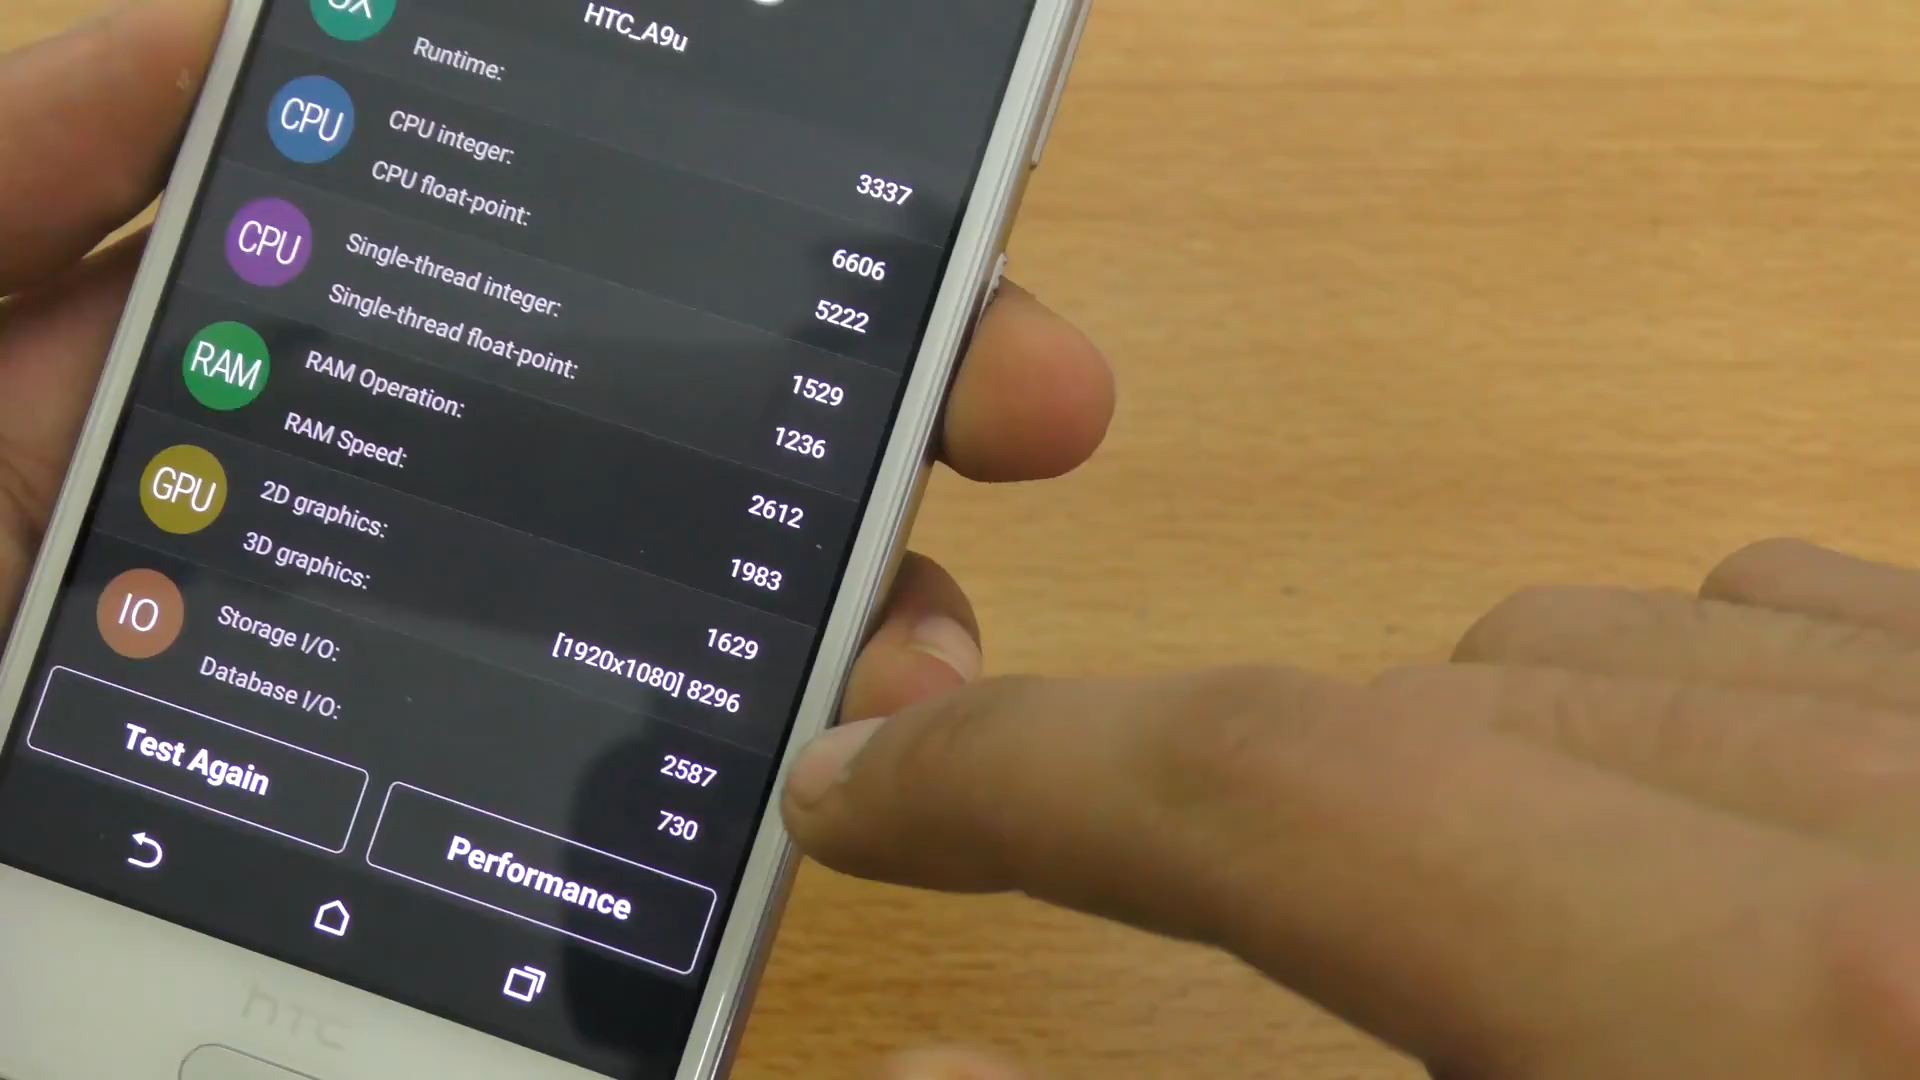 HTC_A9u
Runtime: 3337
CPU CPU integer: 6606
CPU float-point: 5222
CPU Single-thread integer: 1529
Single-thread float-point: 1236
RAM RAM Operation: 2612
RAM Speed: 1983
GPU 2D graphics: 1629
3D graphics: [1920x1080] 8296
IO Storage I/O: 2587
Database I/O: 730
Test Again
Performance
hTC